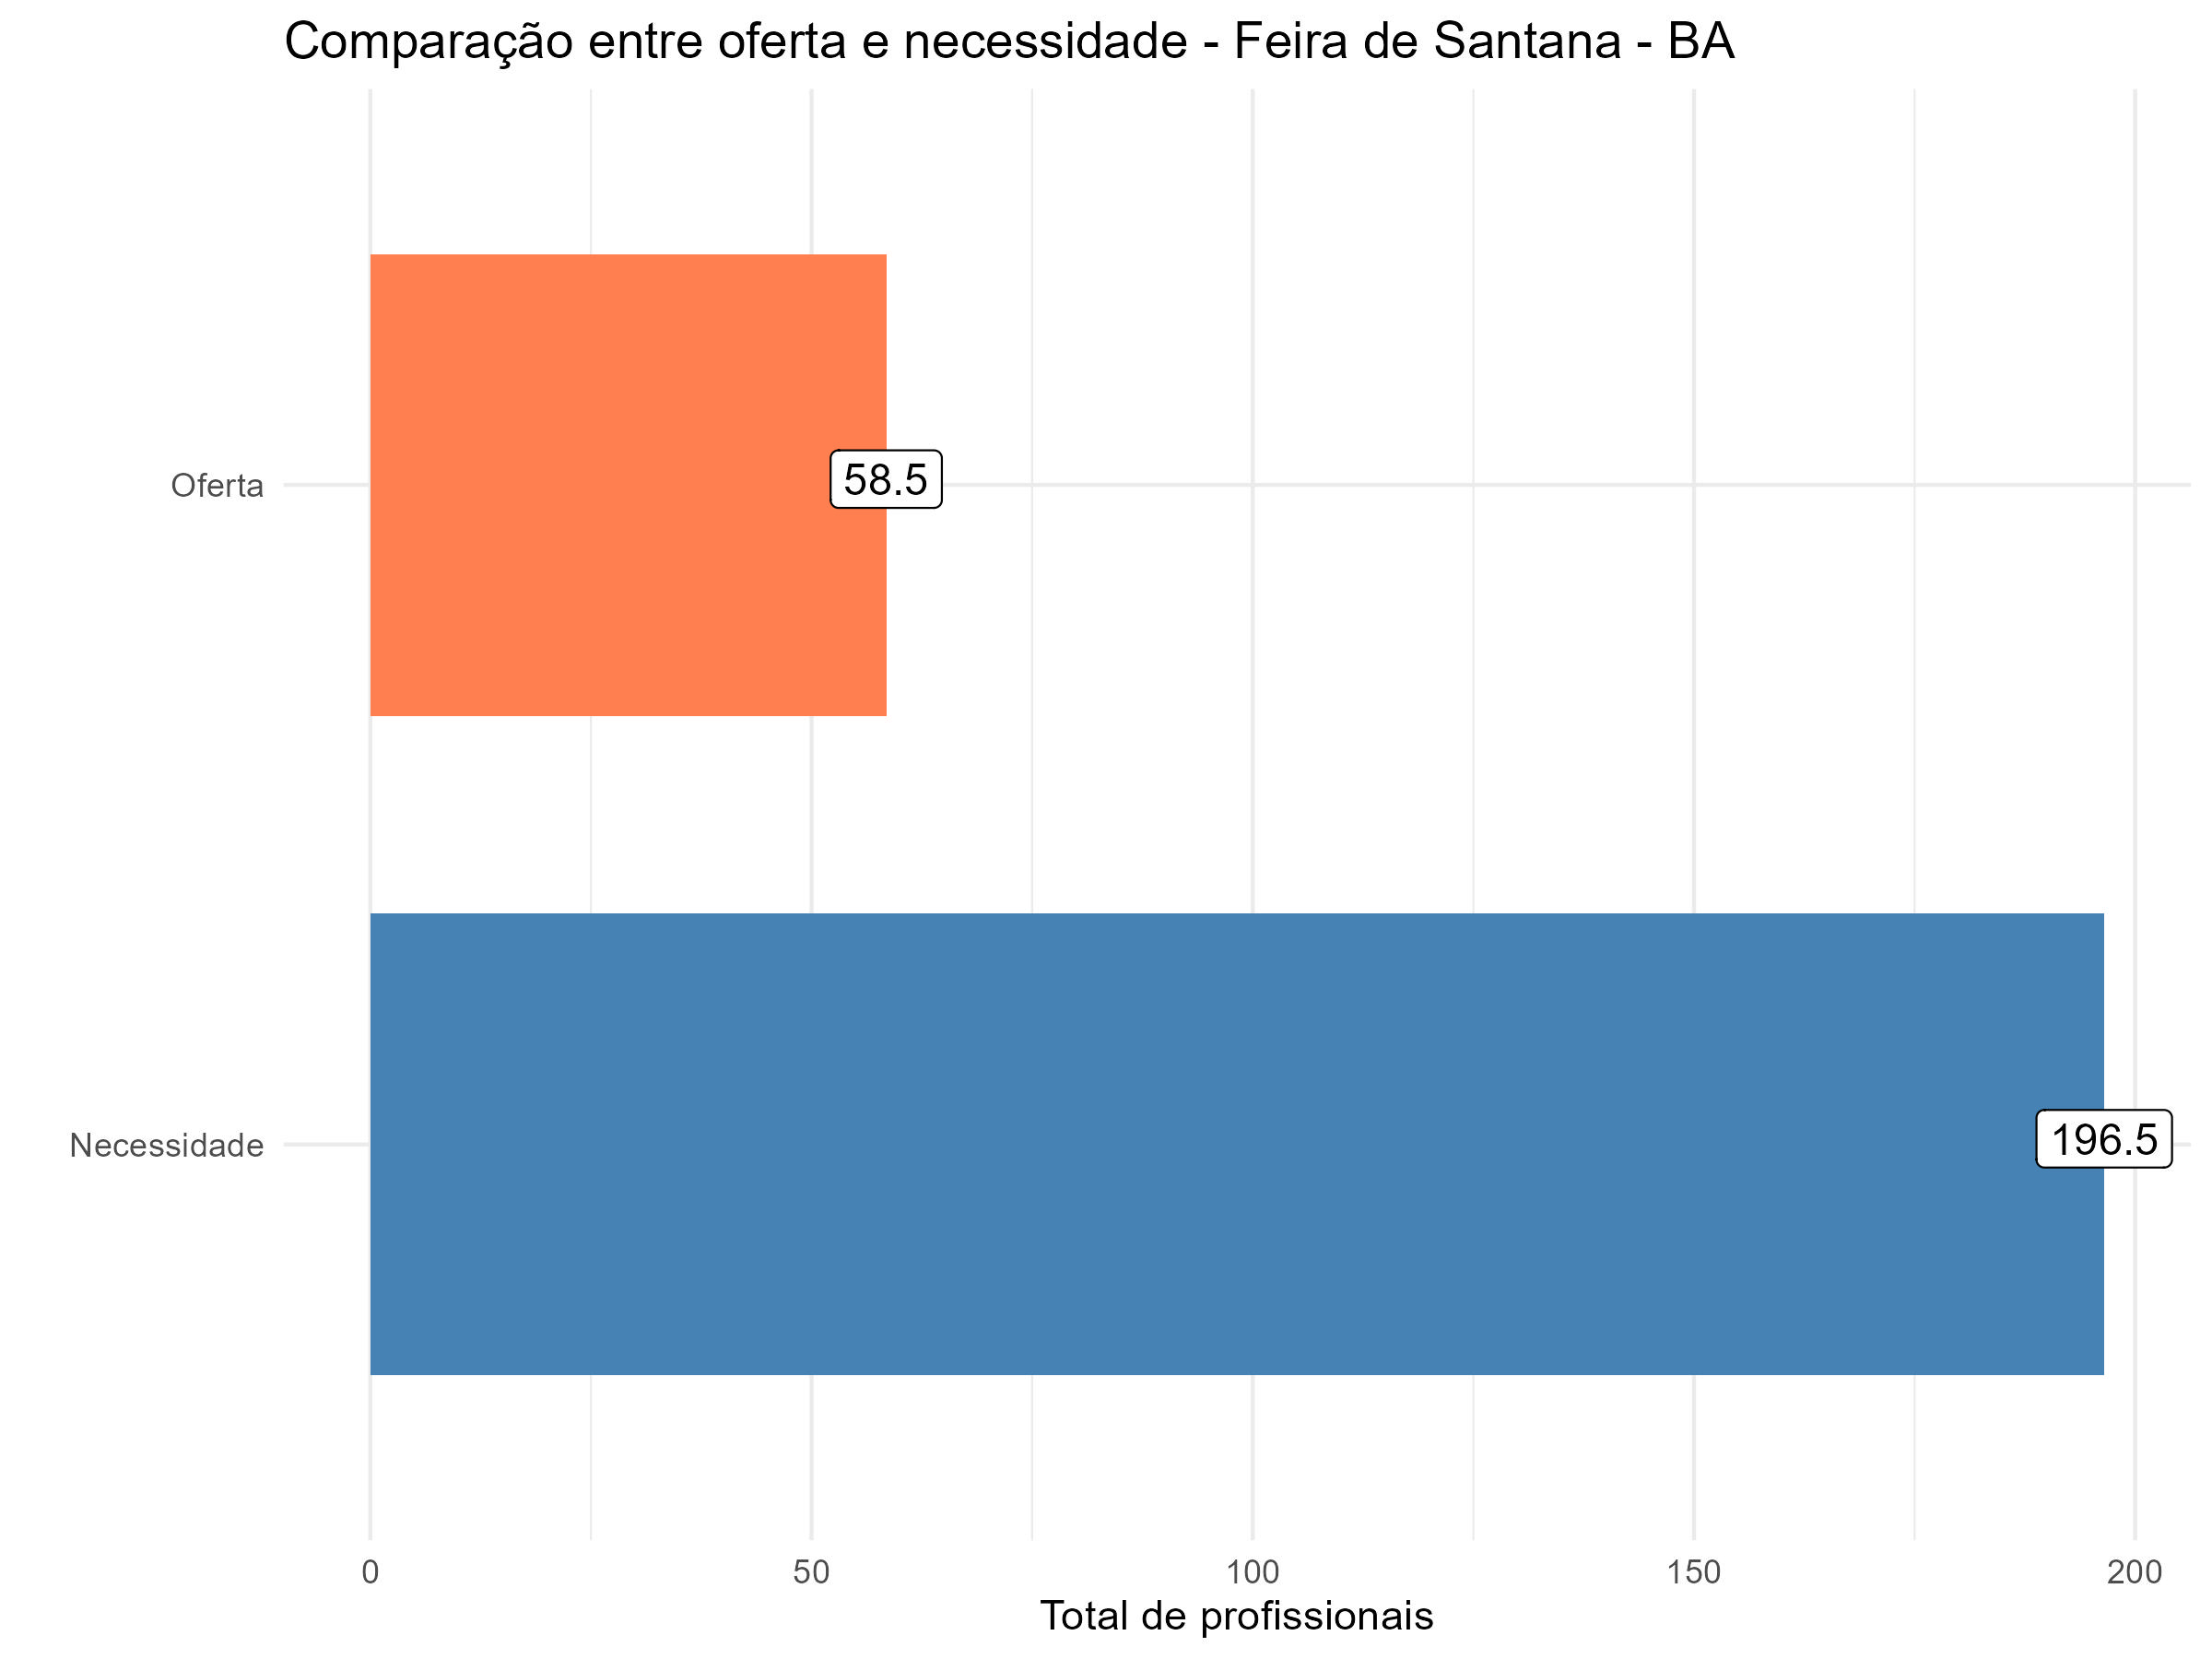 Comparação entre oferta e necessidade - Feira de Santana - BA
Oferta
58.5
Necessidade
196.5
0 50 100 150 200
Total de profissionais